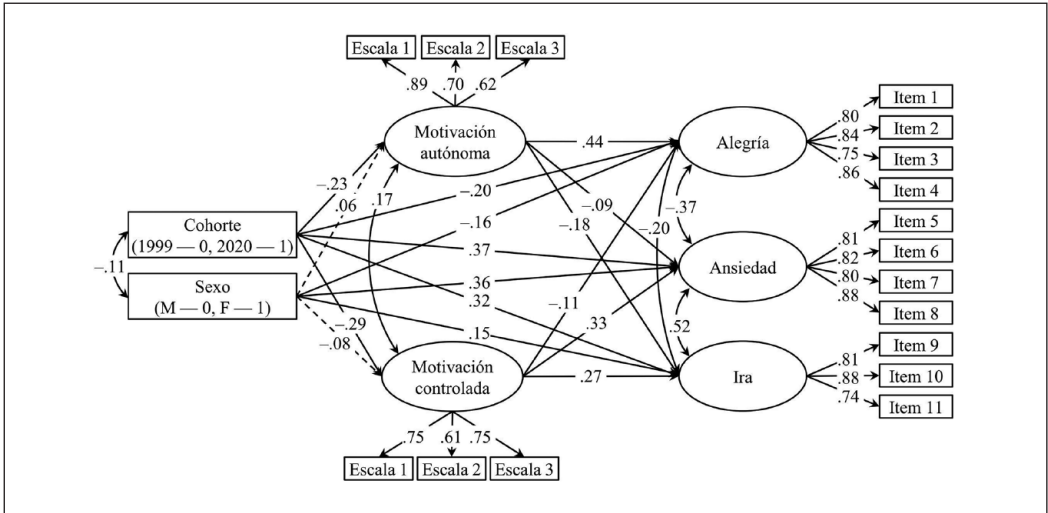 Escala 1
Escala 2
Escala 3
.89
.70
.62
Motivación
autónoma
–.23
.06
.17
Cohorte
(1999 — 0, 2020 — 1)
–.11
Sexo
(M — 0, F — 1)
–.29
–.08
Motivación
controlada
.75
.61
.75
Escala 1
Escala 2
Escala 3
.44
–.20
–.09
–.16
–.18
.37
.36
.32
–.11
.15
.33
.27
Alegría
–.37
–.20
Ansiedad
.52
Ira
.80
.84
.75
.86
Item 1
Item 2
Item 3
Item 4
.81
.82
.80
.88
Item 5
Item 6
Item 7
Item 8
.81
.88
.74
Item 9
Item 10
Item 11